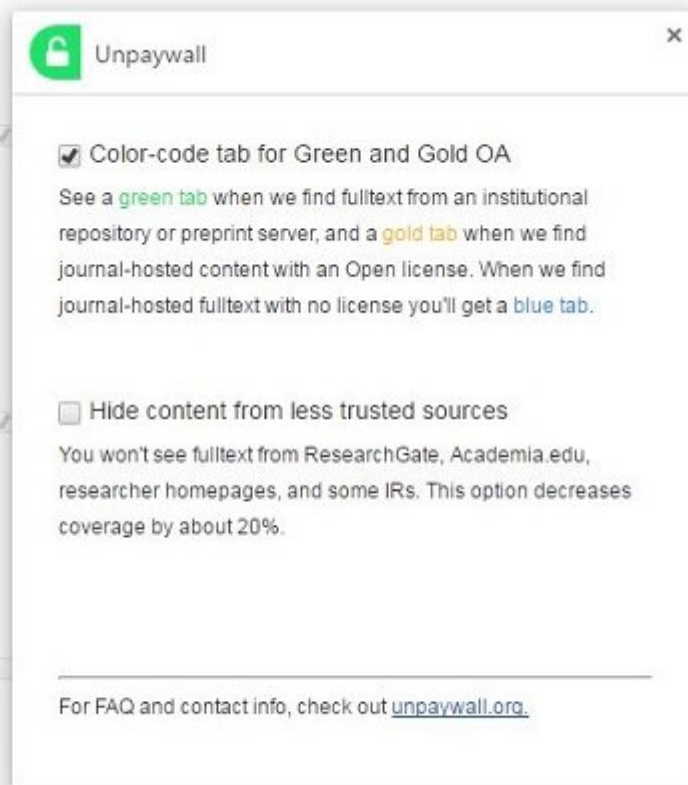 Unpaywall
Color-code tab for Green and Gold OA
See a green tab when we find fulltext from an institutional
repository or preprint server, and a gold tab when we find
journal-hosted content with an Open license. When we find
journal-hosted fulltext with no license you'll get a blue tab.
Hide content from less trusted sources
You won't see fulltext from ResearchGate, Academia.edu,
researcher homepages, and some IRs. This option decreases
coverage by about 20%.
For FAQ and contact info, check out unpaywall.org.